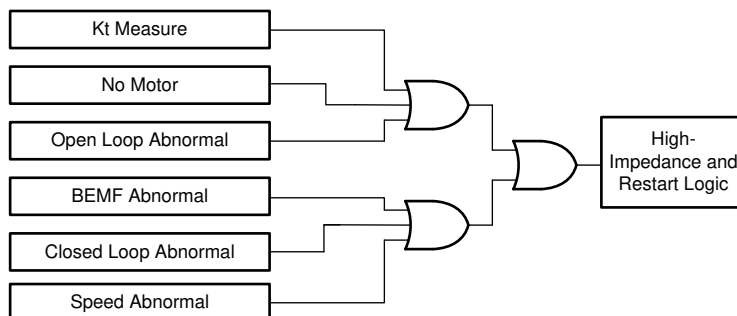 Kt Measure
No Motor
Open Loop Abnormal
BEMF Abnormal
Closed Loop Abnormal
Speed Abnormal
High-
Impedance and
Restart Logic